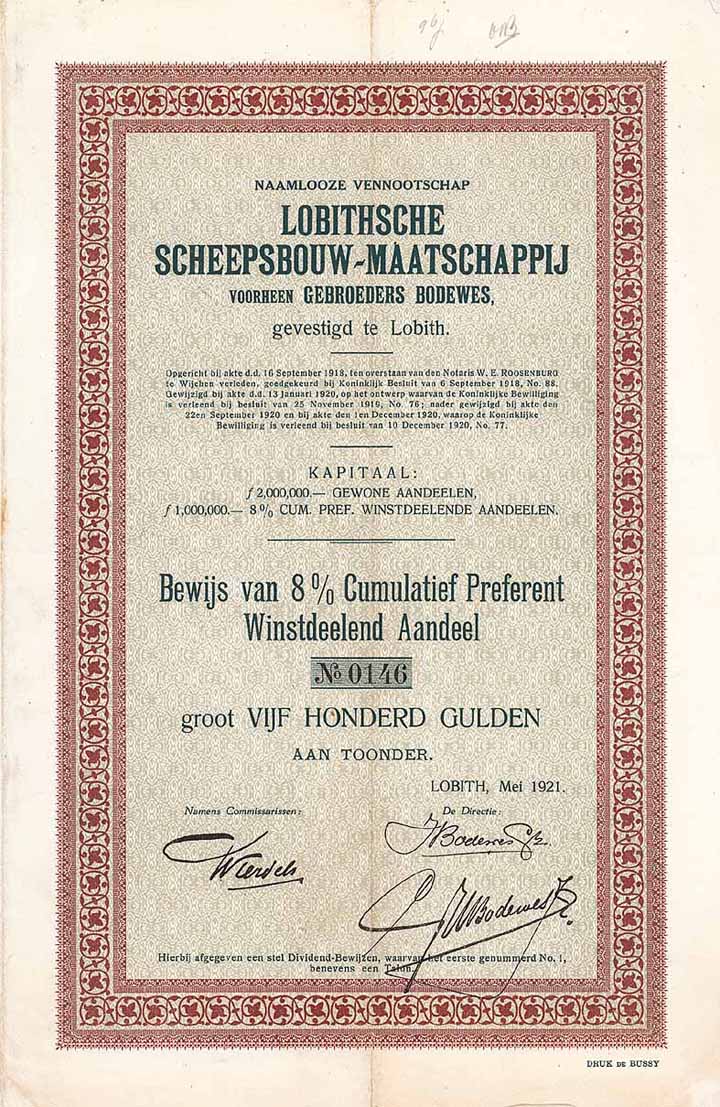 NAAMLOOZE VENNOOTSCHAP
LOBITHSCHE
SCHEEPSBOUW-MAATSCHAPPIJ
VOORHEEN GEBROEDERS BODEWES,
gevestigd te Lobith.
Opgericht bij akte d.d. 16 September 1918, ten overstaan van den Notaris W. E. ROOSENBURG
te Wijchen verleden, goedgekeurd bij Koninklijk Besluit van 6 September 1918, No. 88.
Gewijzigd bij akte d.d. 13 Januari 1920, op het ontwerp waarvan de Koninklijke Bewilliging
is verleend bij besluit van 25 November 1919, No. 76; nader gewijzigd bij akte den
22en September 1920 en bij akte den 1en December 1920, waarop de Koninklijke
Bewilliging is verleend bij besluit van 10 December 1920, No. 77.
KAPITAAL:
ƒ 2,000,000.— GEWONE AANDEELEN,
ƒ 1,000,000.— 8% CUM. PREF. WINSTDEELENDE AANDEELEN.
Bewijs van 8% Cumulatief Preferent
Winstdeelend Aandeel
No 0146
groot VIJF HONDERD GULDEN
AAN TOONDER.
LOBITH, Mei 1921.
Namens Commissarissen: De Directie:
Bodewes
Bodewes
Hierbij afgegeven een stel Dividend-Bewijzen, waarvan het eerste genummerd No. 1,
benevens een Talon.
DRUK DE BUSSY